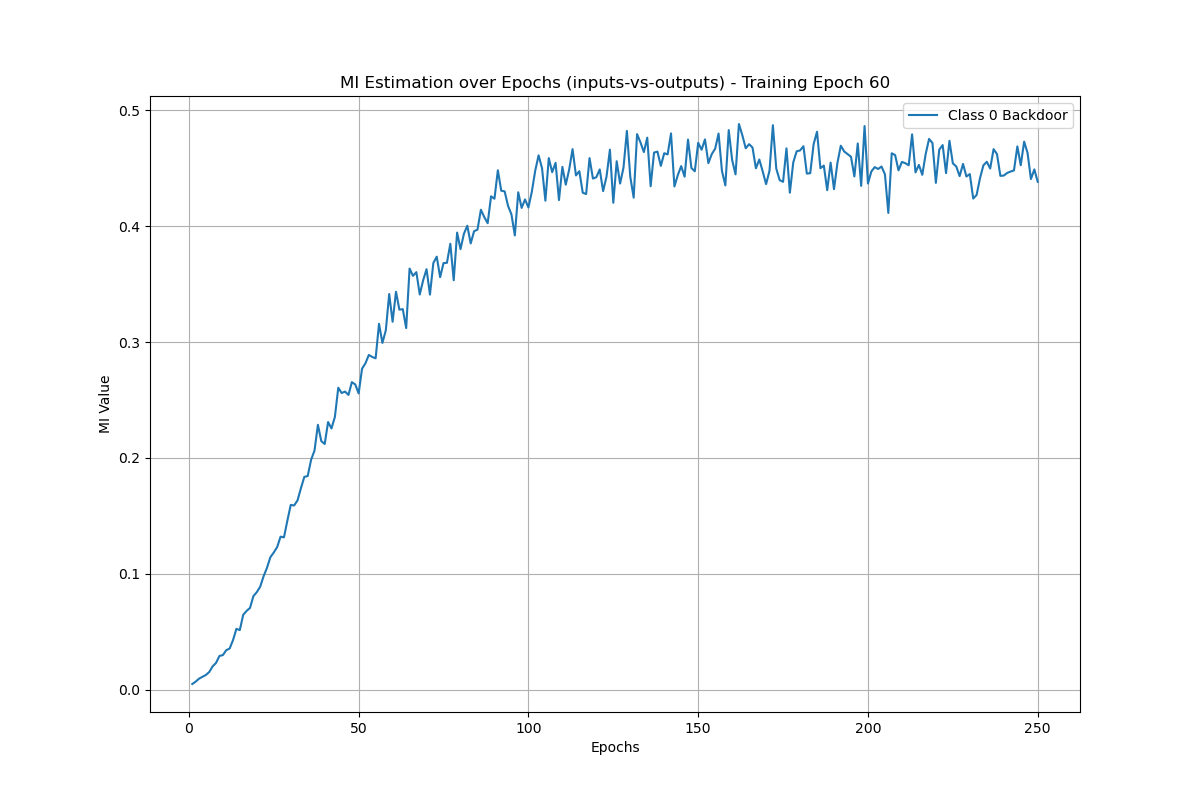 MI Estimation over Epochs (inputs-vs-outputs) - Training Epoch 60
Class 0 Backdoor
0.5
0.4
0.3
0.2
0.1
0.0
MI Value
0 50 100 150 200 250
Epochs